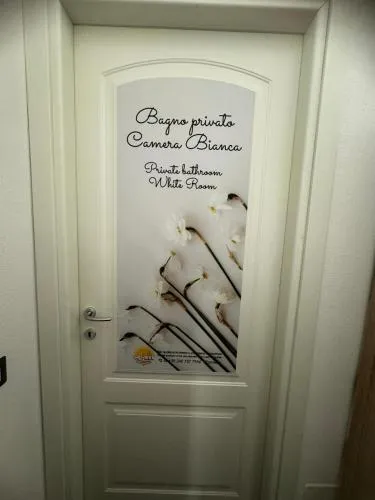 Bagno privato
Camera Bianca
Private bathroom
White Room